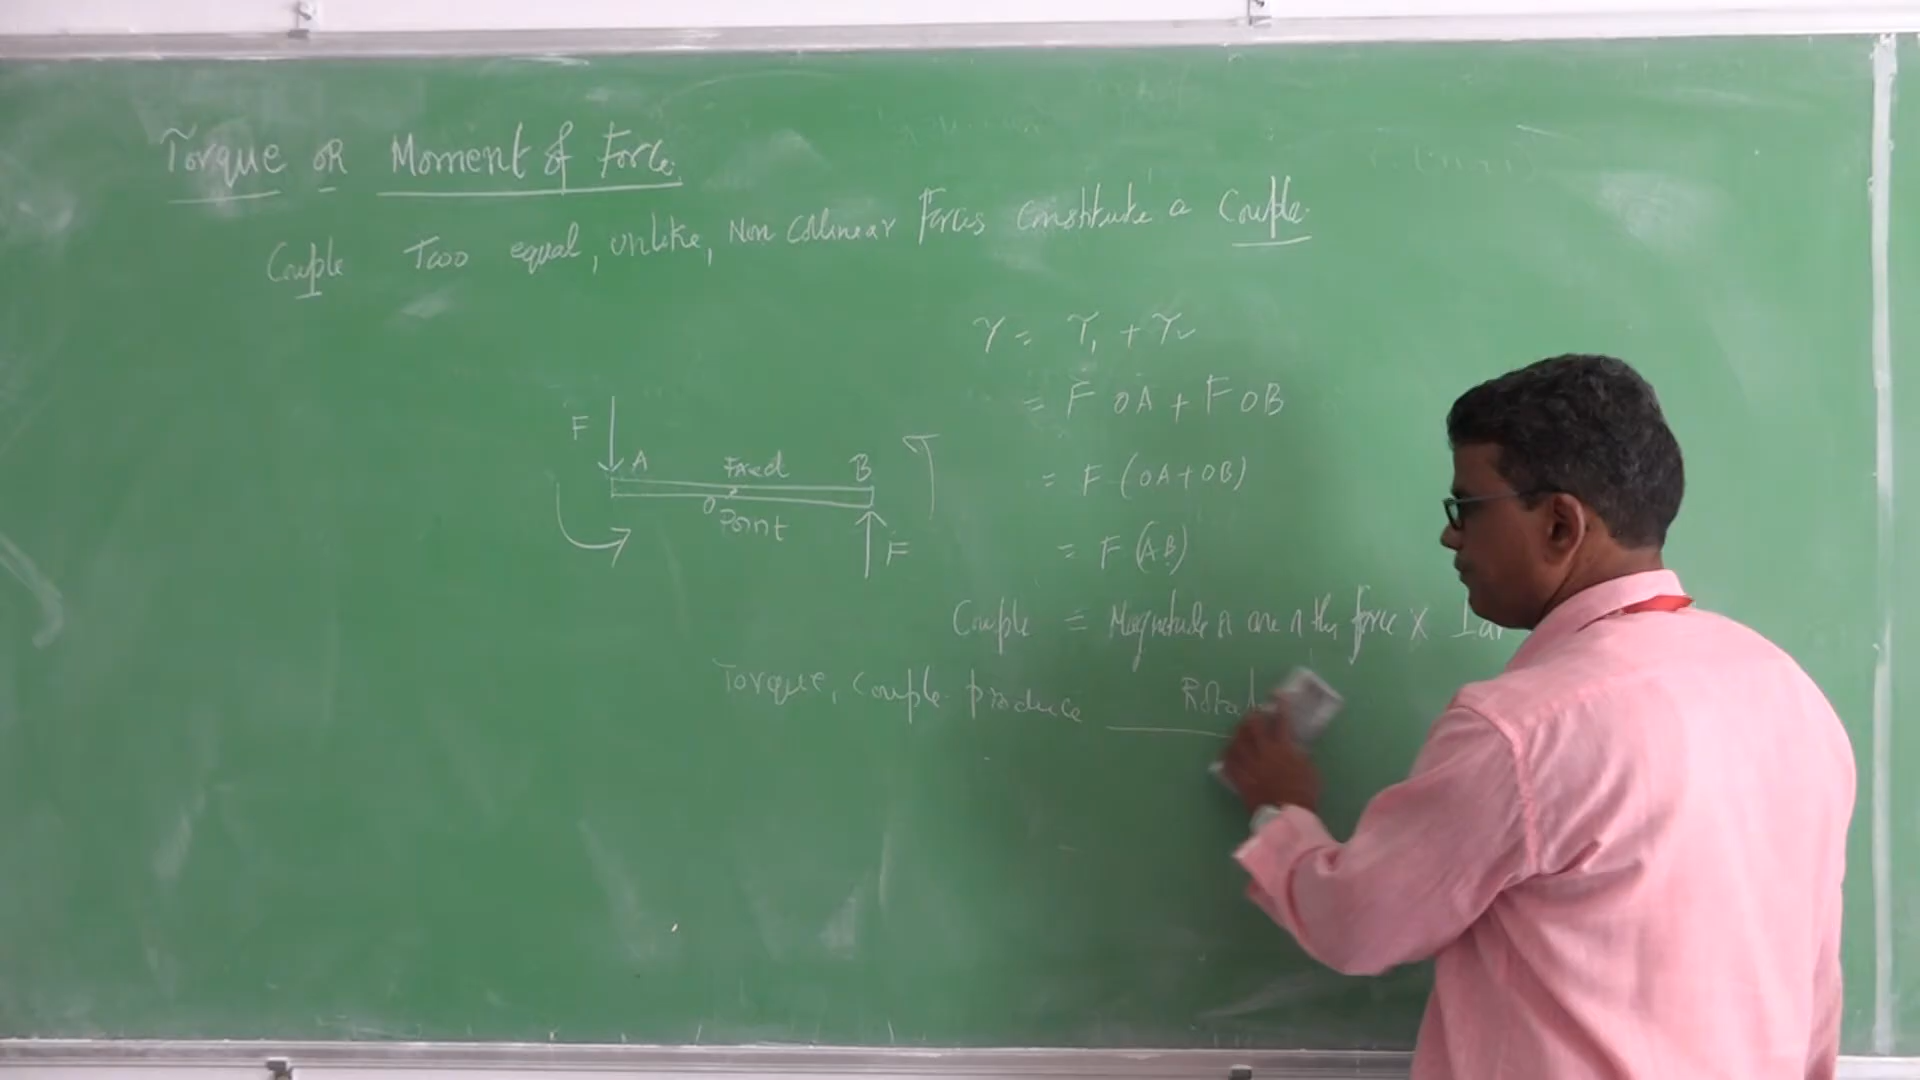 Torque OR Moment of Force.
Couple Two equal, unlike, Non Collinear Forces Constitute a Couple.
τ = τ₁ + τ₂
= F OA + F OB
= F (OA + OB)
= F (AB)
F
A Fixed B
O Point
F
Couple = Magnitude of one of the force ×
Torque, Couple produce